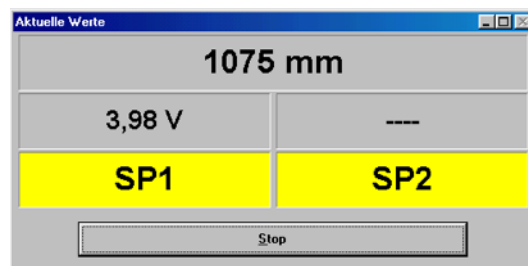 Aktuelle Werte
1075 mm
3,98 V ----
SP1 SP2
Stop